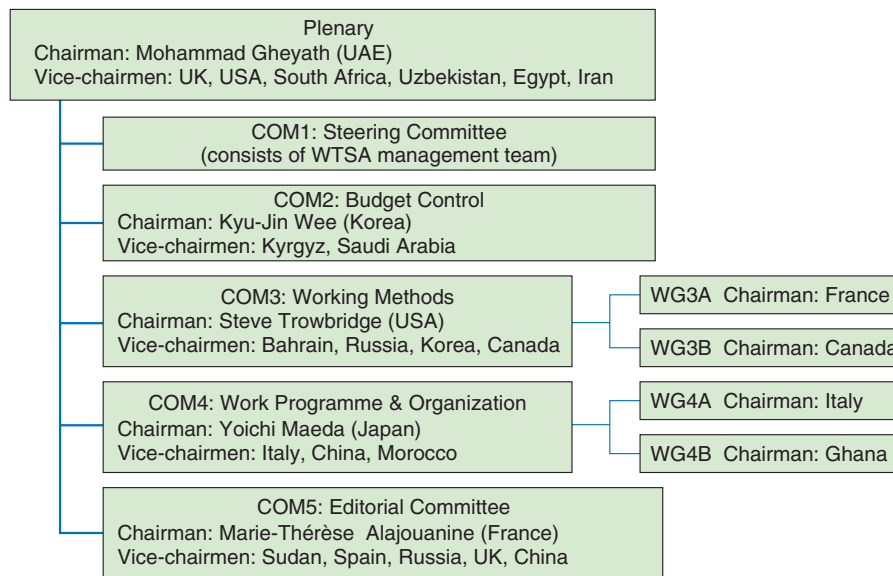 Plenary
Chairman: Mohammad Gheyath (UAE)
Vice-chairmen: UK, USA, South Africa, Uzbekistan, Egypt, Iran
COM1: Steering Committee
(consists of WTSA management team)
COM2: Budget Control
Chairman: Kyu-Jin Wee (Korea)
Vice-chairmen: Kyrgyz, Saudi Arabia
COM3: Working Methods
Chairman: Steve Trowbridge (USA)
Vice-chairmen: Bahrain, Russia, Korea, Canada
WG3A Chairman: France
WG3B Chairman: Canada
COM4: Work Programme & Organization
Chairman: Yoichi Maeda (Japan)
Vice-chairmen: Italy, China, Morocco
WG4A Chairman: Italy
WG4B Chairman: Ghana
COM5: Editorial Committee
Chairman: Marie-Thérèse Alajouanine (France)
Vice-chairmen: Sudan, Spain, Russia, UK, China